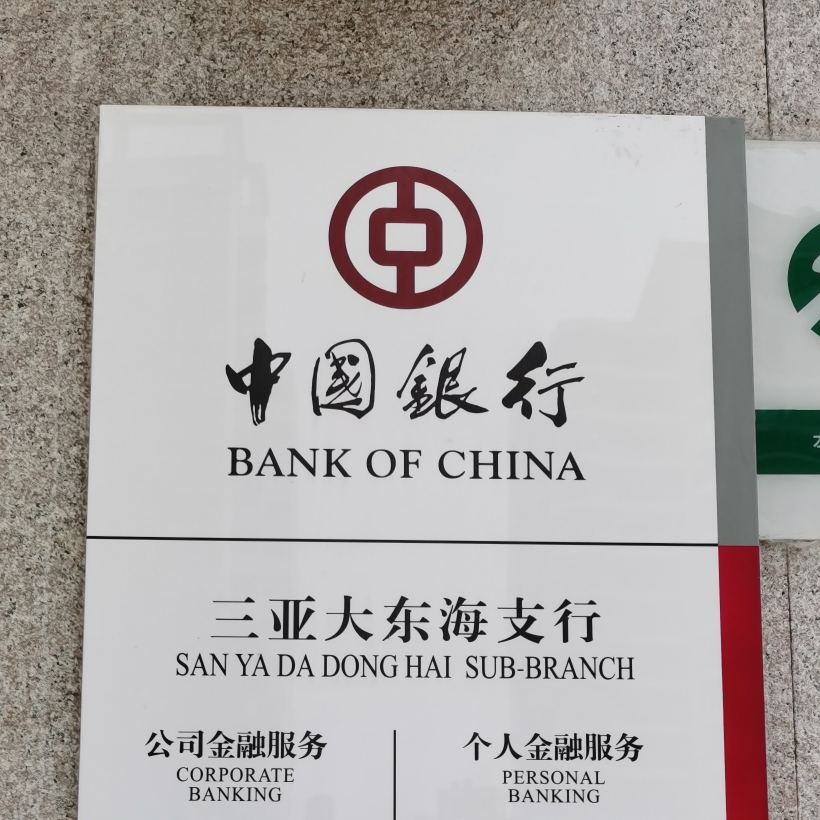 中國銀行
BANK OF CHINA
三亚大东海支行
SAN YA DA DONG HAI SUB-BRANCH
公司金融服务
CORPORATE
BANKING
个人金融服务
PERSONAL
BANKING